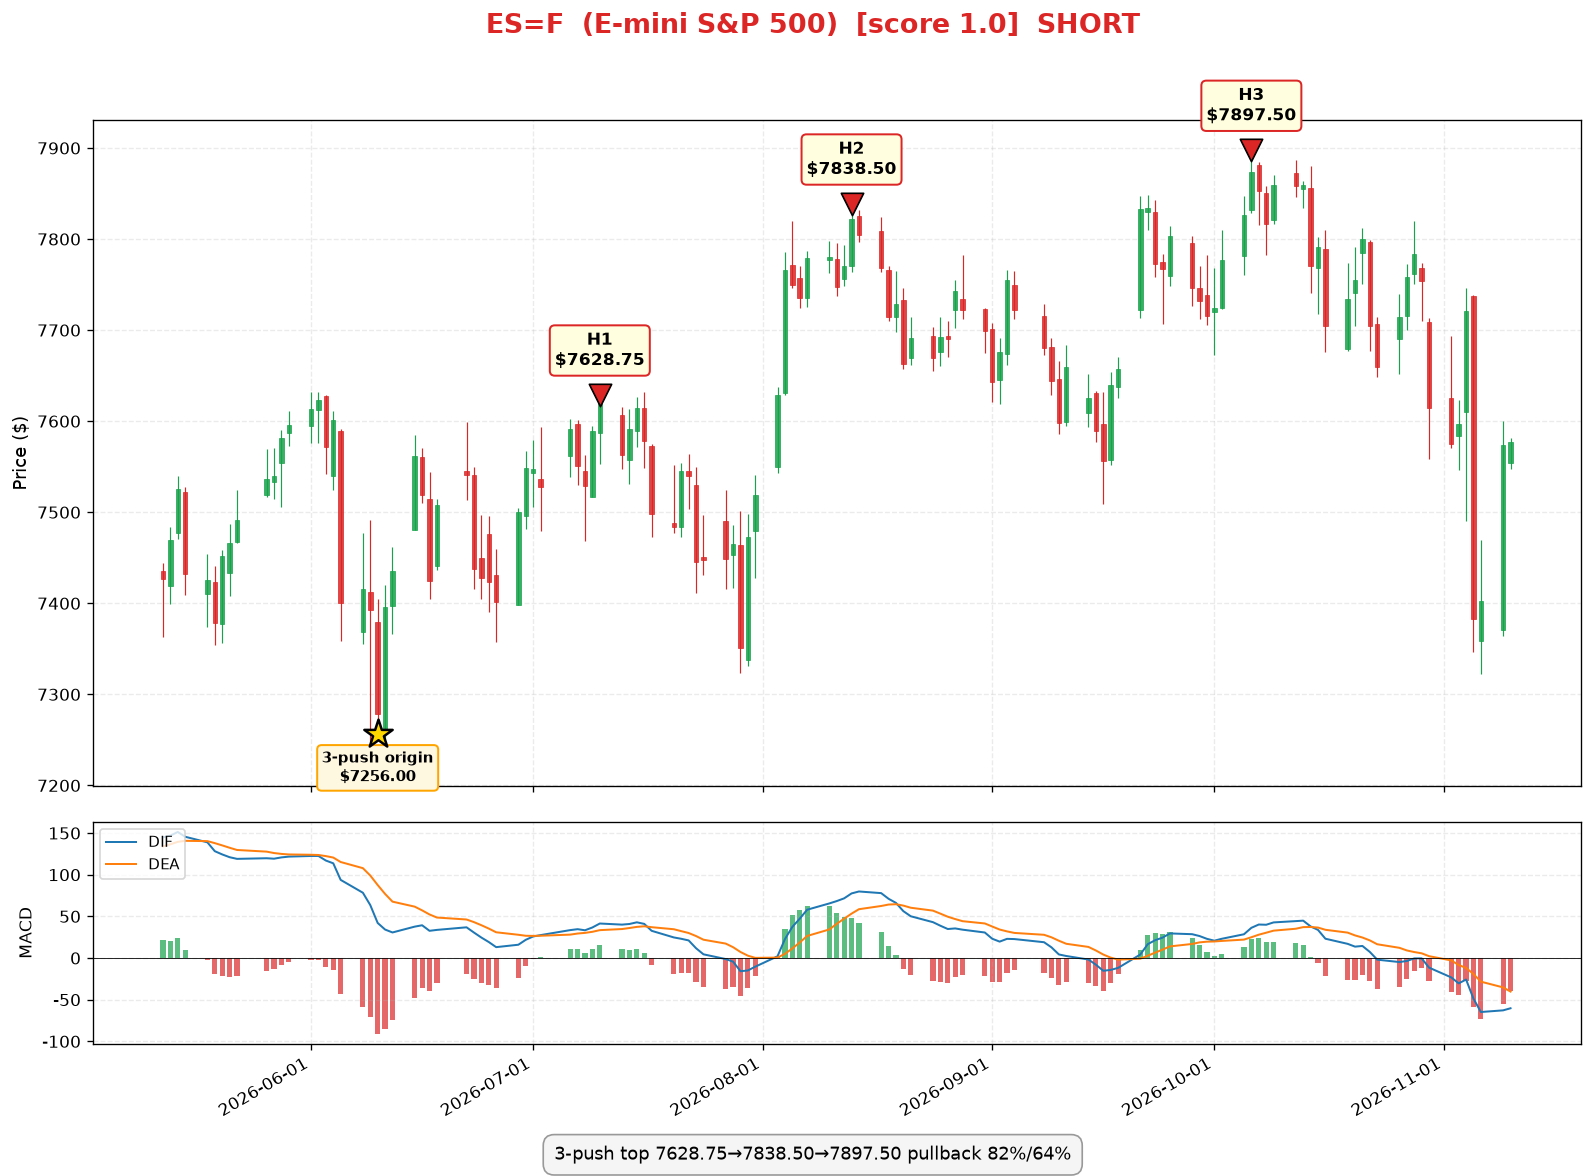 ES=F  (E-mini S&P 500)  [score 1.0]  SHORT
H3
$7897.50
H2
$7838.50
H1
$7628.75
3-push origin
$7256.00
Price ($)
7900
7800
7700
7600
7500
7400
7300
7200
DIF
DEA
MACD
150
100
50
0
-50
-100
2026-06-01
2026-07-01
2026-08-01
2026-09-01
2026-10-01
2026-11-01
3-push top 7628.75→7838.50→7897.50 pullback 82%/64%